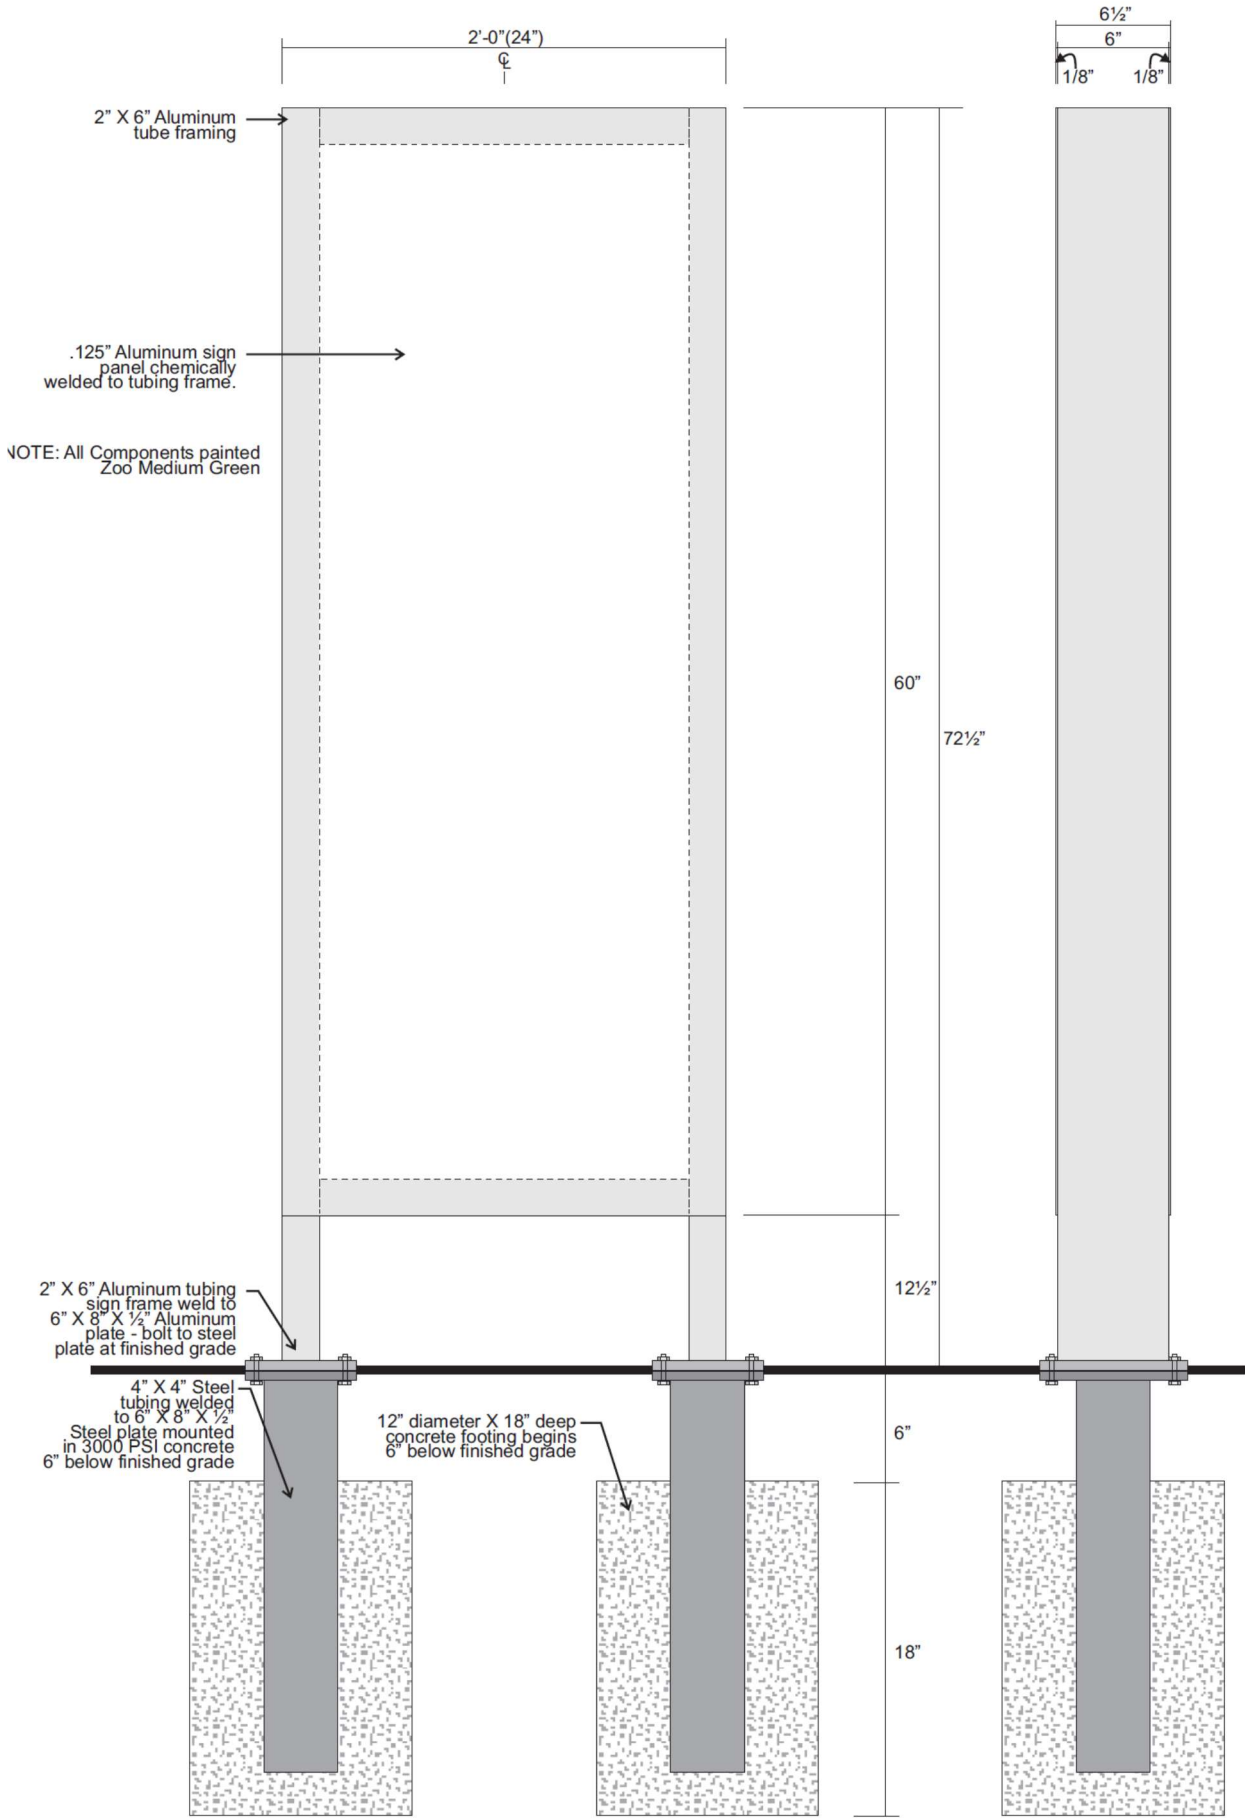 2'-0"(24")
℄
6½"
6"
1/8"
1/8"
2" X 6" Aluminum
tube framing
.125" Aluminum sign
panel chemically
welded to tubing frame.
NOTE: All Components painted
Zoo Medium Green
60"
72½"
2" X 6" Aluminum tubing
sign frame weld to
6" X 8" X ½" Aluminum
plate - bolt to steel
plate at finished grade
12½"
4" X 4" Steel
tubing welded
to 6" X 8" X ½"
Steel plate mounted
in 3000 PSI concrete
6" below finished grade
12" diameter X 18" deep
concrete footing begins
6" below finished grade
6"
18"